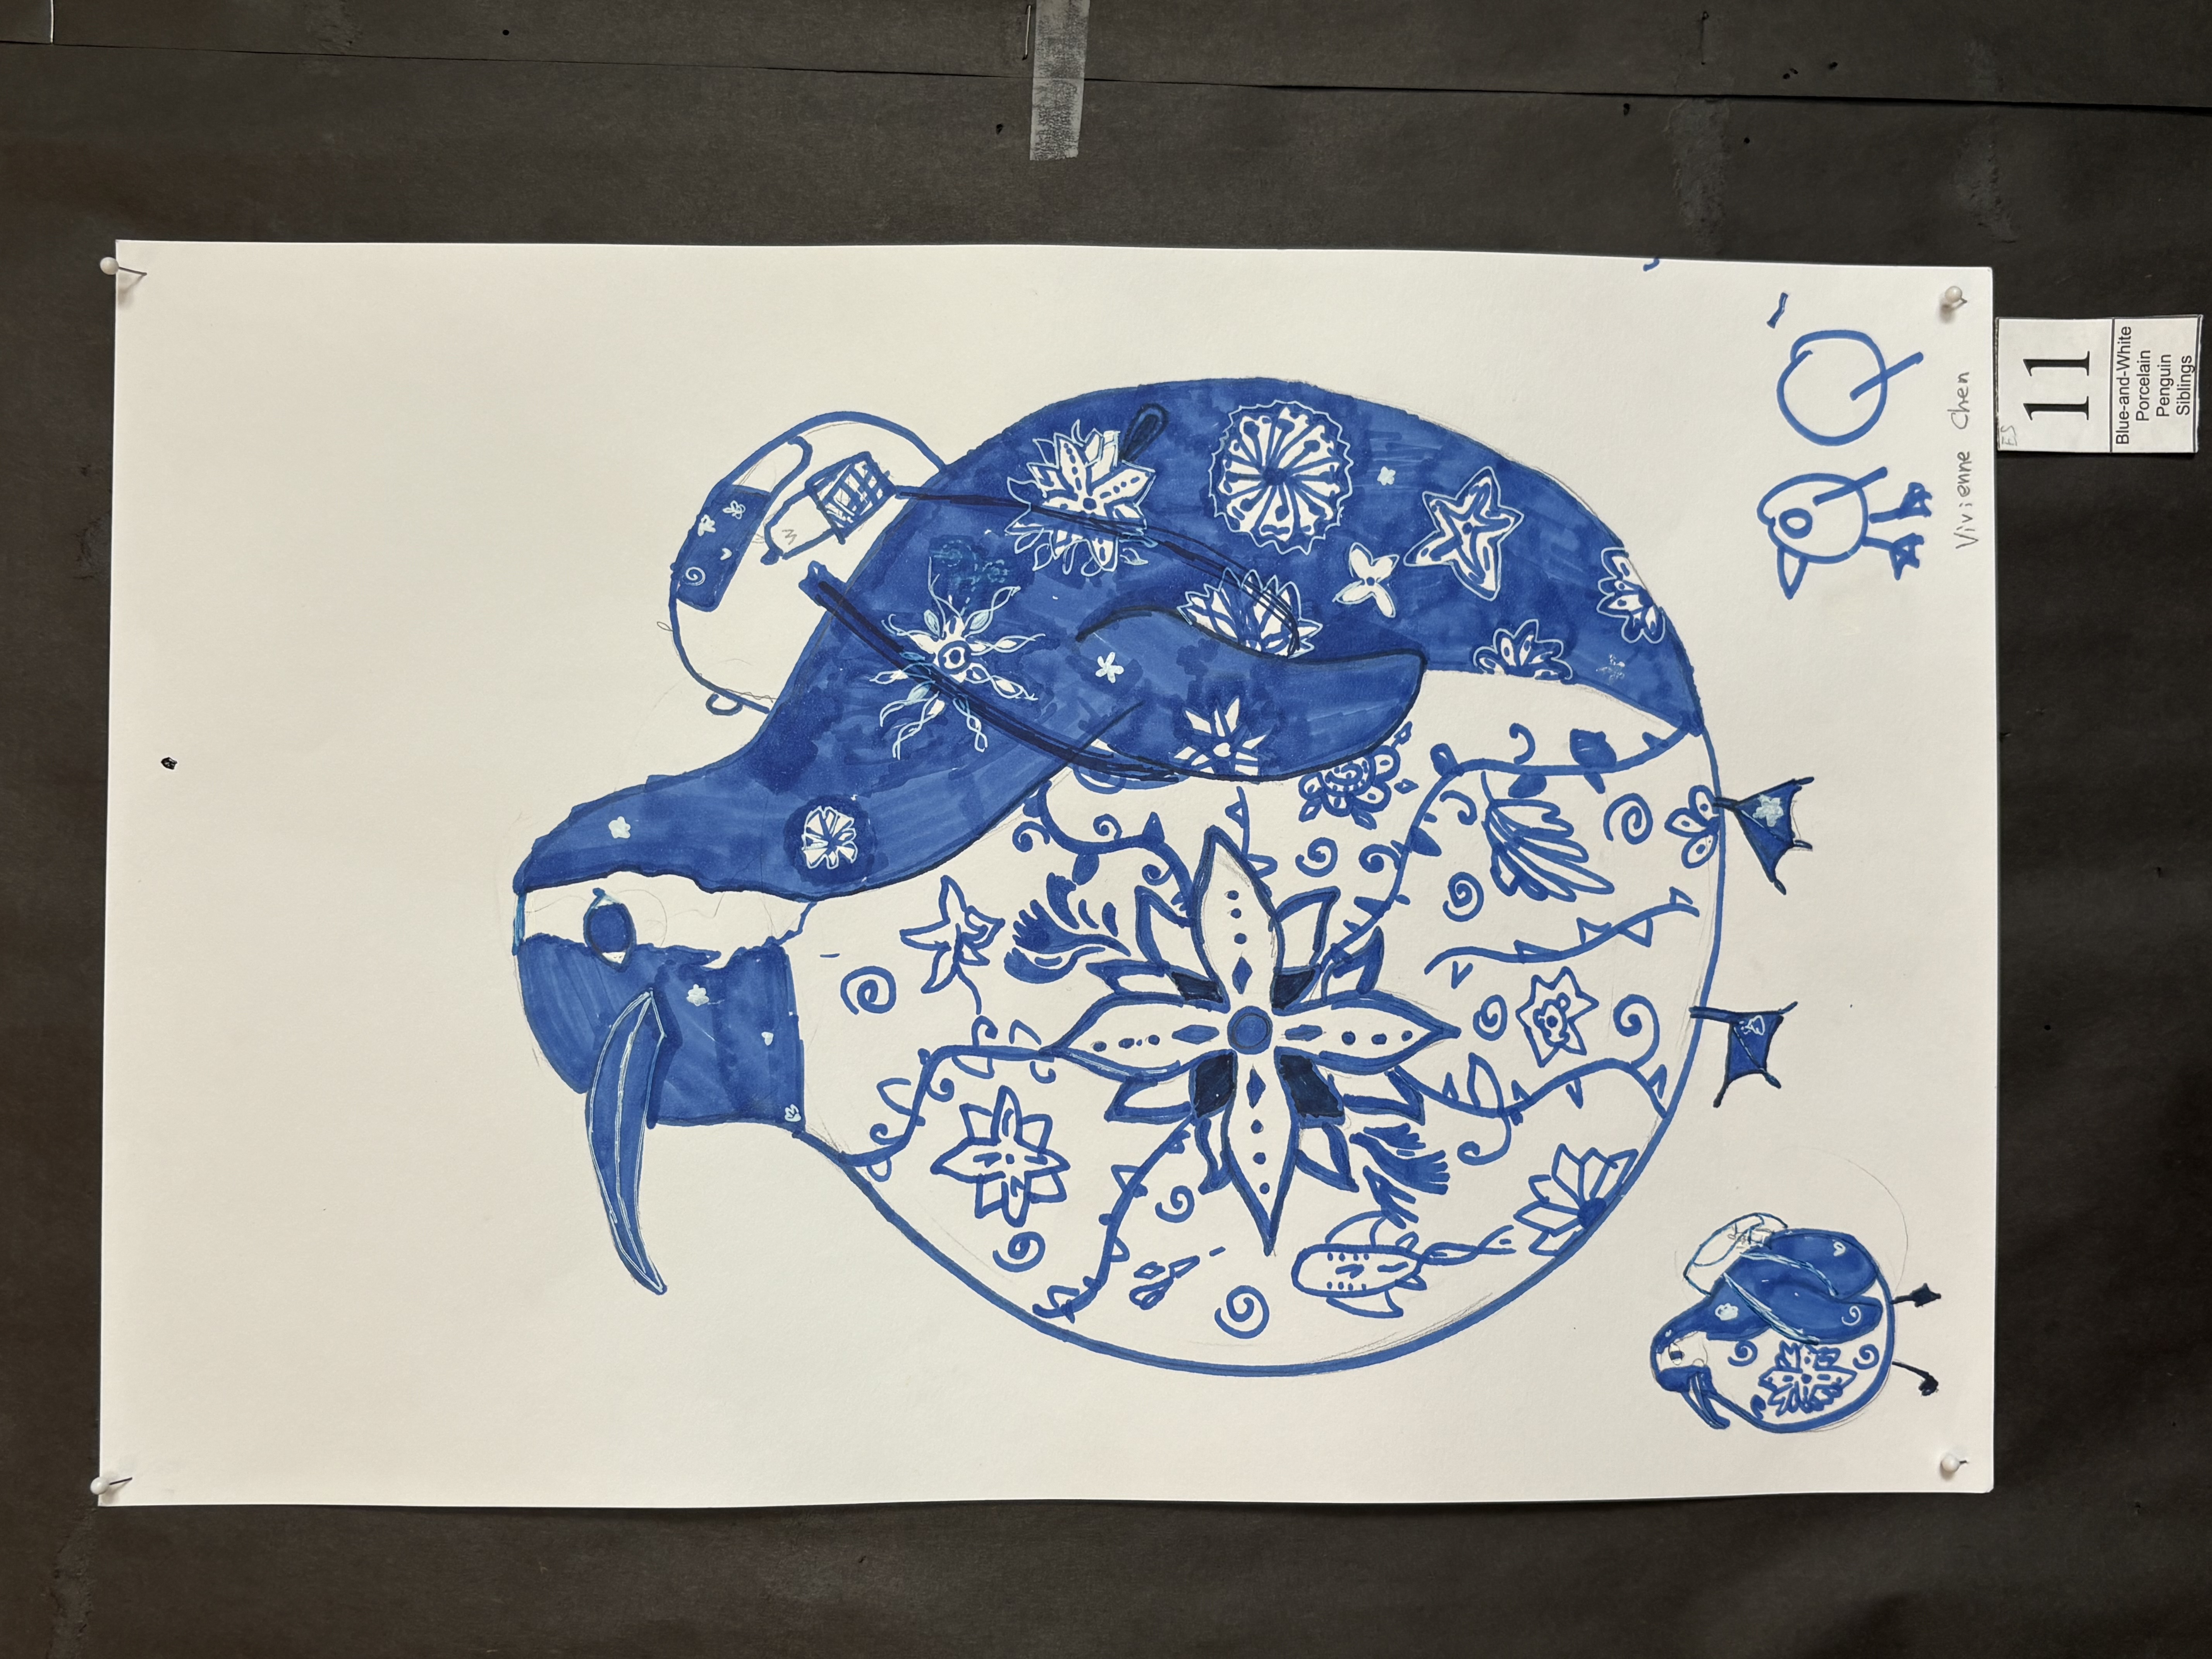 W
Vivienne Chen
ES
11
Blue-and-White
Porcelain
Penguin
Siblings